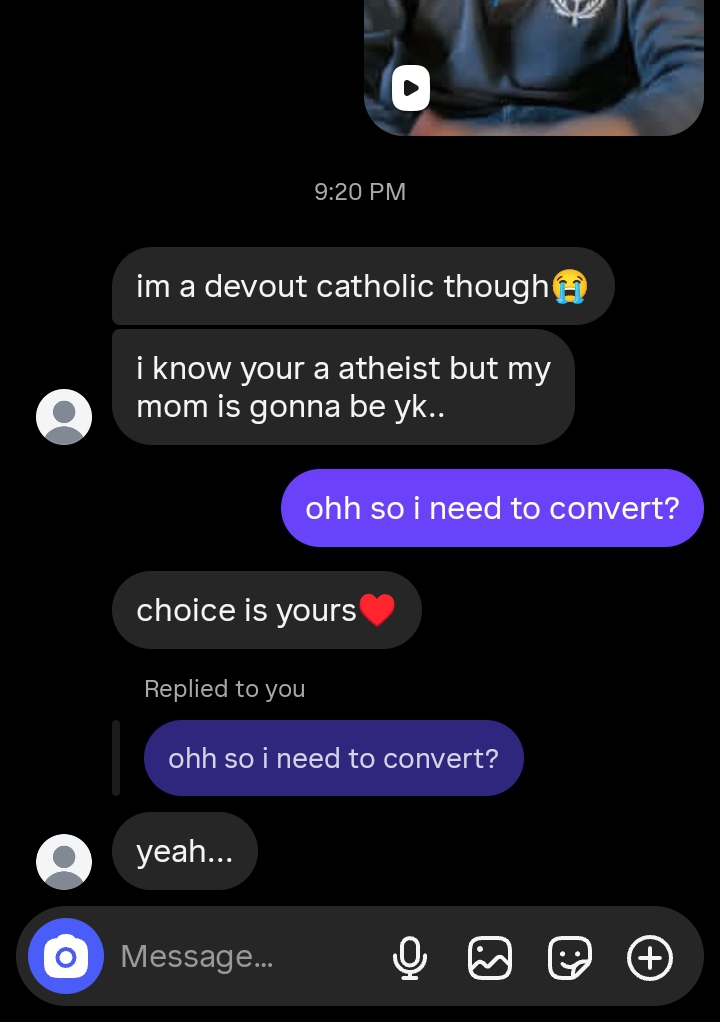 9:20 PM
im a devout catholic though😭
i know your a atheist but my
mom is gonna be yk..
ohh so i need to convert?
choice is yours♥️
Replied to you
ohh so i need to convert?
yeah...
Message...